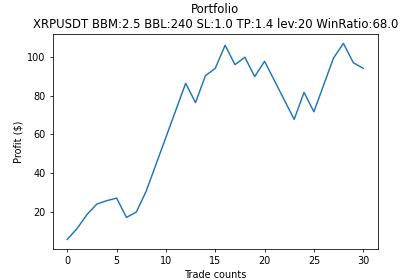 Portfolio
XRPUSDT BBM:2.5 BBL:240 SL:1.0 TP:1.4 lev:20 WinRatio:68.0
100
80
60
40
20
Profit ($)
0 5 10 15 20 25 30
Trade counts